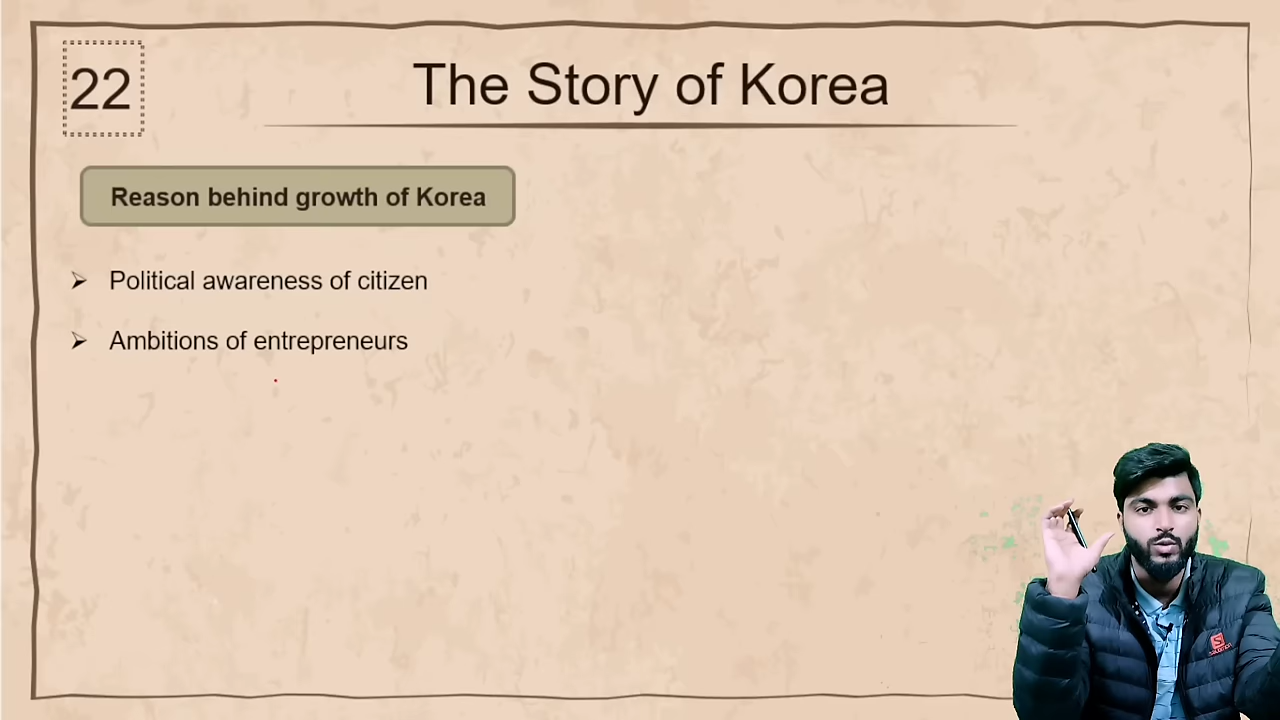 22
The Story of Korea
Reason behind growth of Korea
➢ Political awareness of citizen
➢ Ambitions of entrepreneurs